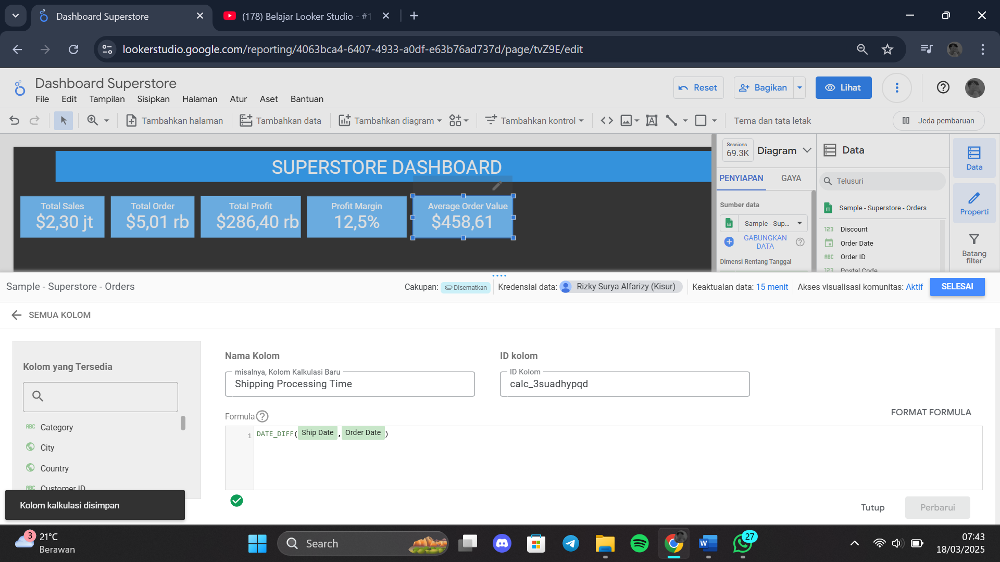 Dashboard Superstore
(178) Belajar Looker Studio - #1
lookerstudio.google.com/reporting/4063bca4-6407-4933-a0df-e63b76ad737d/page/tvZ9E/edit
Dashboard Superstore
File Edit Tampilan Sisipkan Halaman Atur Aset Bantuan
Reset
Bagikan
Lihat
Tambahkan halaman
Tambahkan data
Tambahkan diagram
Tambahkan kontrol
Tema dan tata letak
Jeda pembaruan
SUPERSTORE DASHBOARD
Total Sales
$2,30 jt
Total Order
$5,01 rb
Total Profit
$286,40 rb
Profit Margin
12,5%
Average Order Value
$458,61
Sessions
69.3K
Diagram
PENYIAPAN
GAYA
Sumber data
Sample - Sup...
GABUNGKAN
DATA
Dimensi Rentang Tanggal
Data
Telusuri
Sample - Superstore - Orders
123 Discount
Order Date
ABC Order ID
123 Postal Code
Data
Properti
Batang
filter
Sample - Superstore - Orders
Cakupan: Disematkan
Kredensial data: Rizky Surya Alfarizy (Kisur)
Keaktualan data: 15 menit
Akses visualisasi komunitas: Aktif
SELESAI
SEMUA KOLOM
Kolom yang Tersedia
ABC Category
City
Country
ABC Customer ID
Kolom kalkulasi disimpan
Nama Kolom
misalnya, Kolom Kalkulasi Baru
Shipping Processing Time
ID kolom
ID Kolom
calc_3suadhypqd
Formula
FORMAT FORMULA
1 DATE_DIFF( Ship Date , Order Date )
Tutup
Perbarui
3
21°C
Berawan
Search
27
07:43
18/03/2025